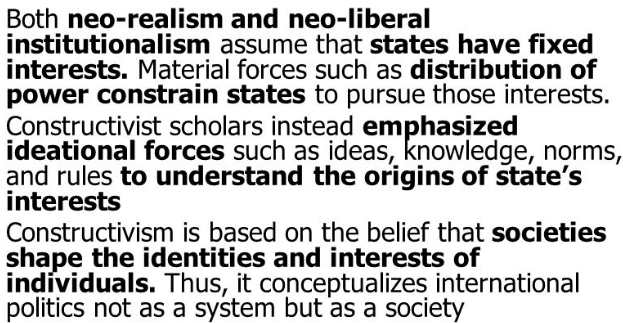 Both neo-realism and neo-liberal
institutionalism assume that states have fixed
interests. Material forces such as distribution of
power constrain states to pursue those interests.
Constructivist scholars instead emphasized
ideational forces such as ideas, knowledge, norms,
and rules to understand the origins of state's
interests
Constructivism is based on the belief that societies
shape the identities and interests of
individuals. Thus, it conceptualizes international
politics not as a system but as a society